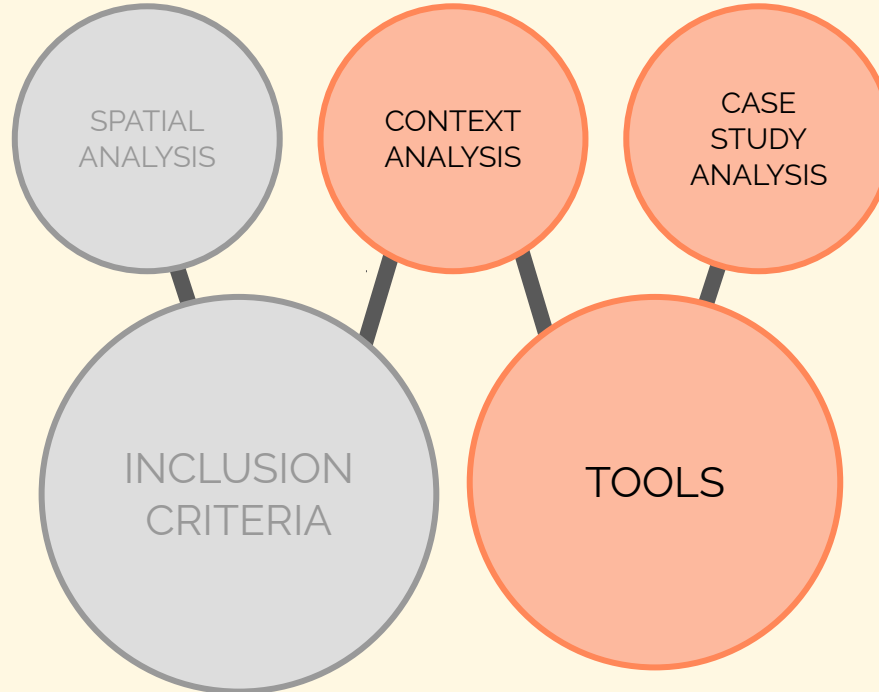 SPATIAL
ANALYSIS
CONTEXT
ANALYSIS
CASE
STUDY
ANALYSIS
INCLUSION
CRITERIA
TOOLS